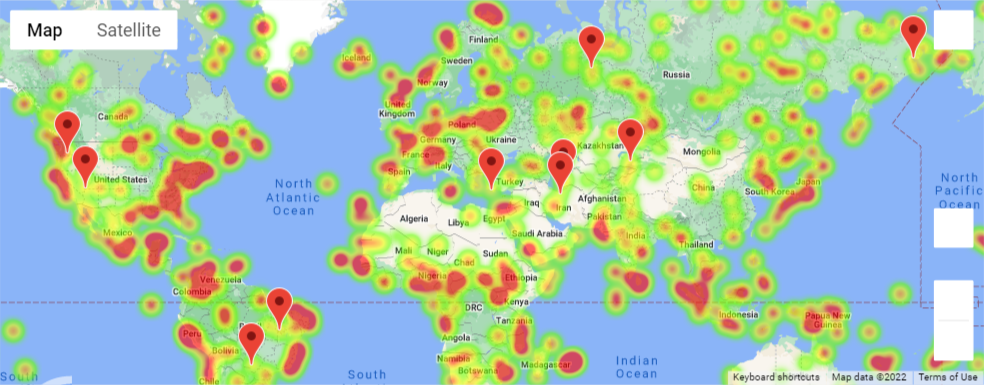 Map Satellite
Finland
Iceland
Sweden
Russia
Norway
Canada
United
Kingdom
Poland
Ukraine
Kazakhstan
Germany
Mongolia
France
Italy
Spain
Turkey
United States
North
Atlantic
Ocean
North
Pacific
Ocean
China
South Korea
Japan
Afghanistan
Iraq
Iran
Pakistan
Algeria
Libya
Egypt
Saudi Arabia
India
Mexico
Thailand
Mali
Niger
Sudan
Chad
Nigeria
Ethiopia
Venezuela
Colombia
Kenya
DRC
Indonesia
Papua New
Guinea
Tanzania
Peru
Angola
Bolivia
Namibia
Botswana
Madagascar
Indian
Ocean
South
South
Chile
Keyboard shortcuts Map data ©2022 Terms of Use